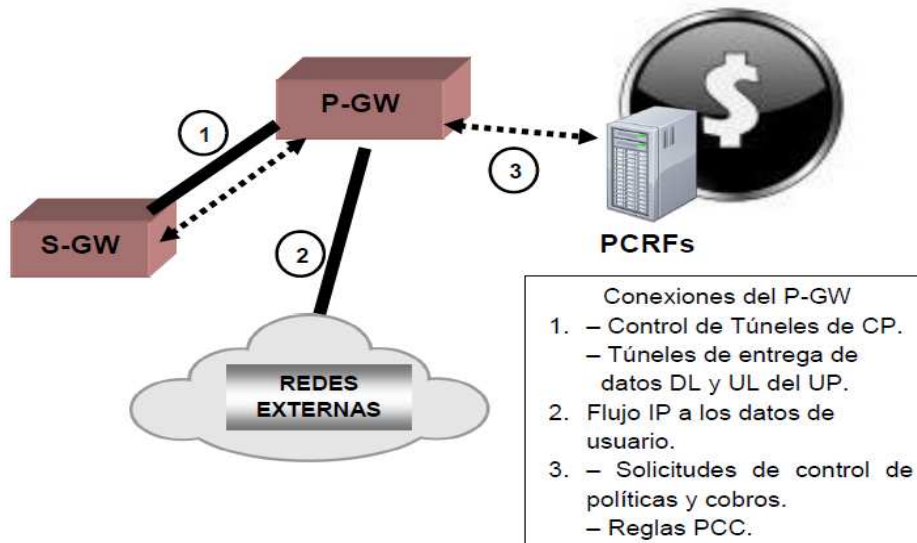 P-GW
1
3
S-GW
2
$
PCRFs
REDES
EXTERNAS
Conexiones del P-GW
1. – Control de Túneles de CP.
– Túneles de entrega de
datos DL y UL del UP.
2. Flujo IP a los datos de
usuario.
3. – Solicitudes de control de
políticas y cobros.
– Reglas PCC.